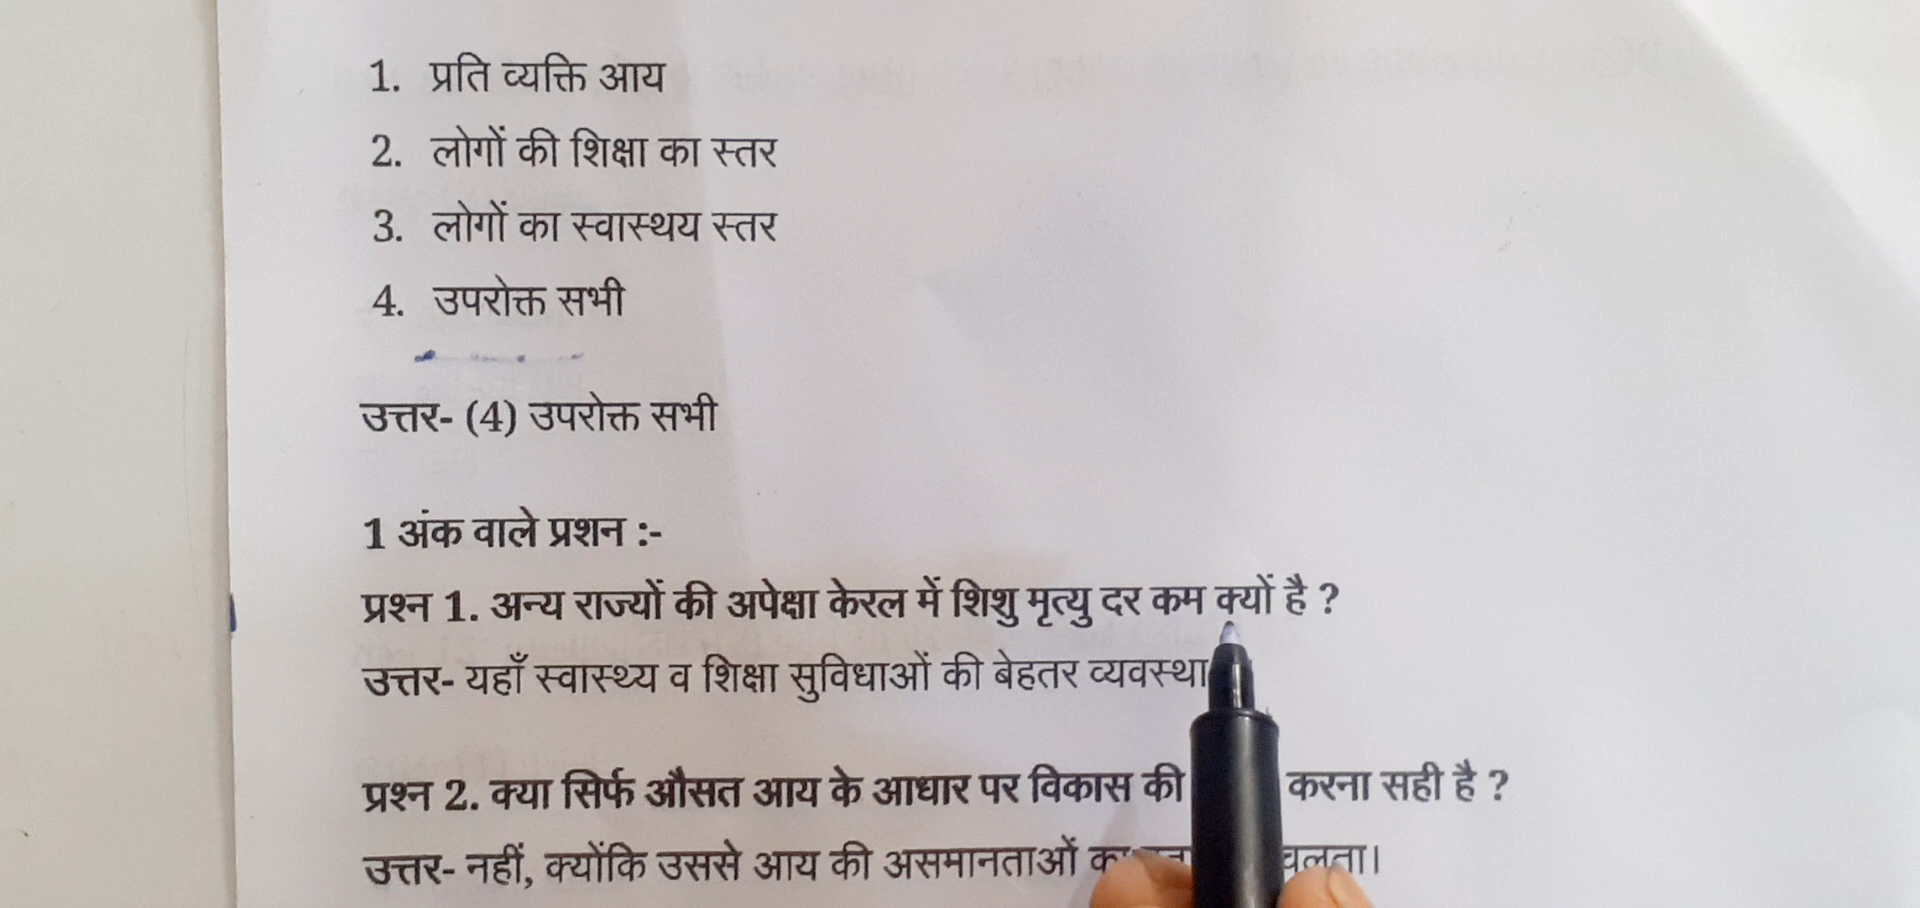 1. प्रति व्यक्ति आय
2. लोगों की शिक्षा का स्तर
3. लोगों का स्वास्थय स्तर
4. उपरोक्त सभी
उत्तर- (4) उपरोक्त सभी
1 अंक वाले प्रशन :-
प्रश्न 1. अन्य राज्यों की अपेक्षा केरल में शिशु मृत्यु दर कम क्यों है ?
उत्तर- यहाँ स्वास्थ्य व शिक्षा सुविधाओं की बेहतर व्यवस्था
प्रश्न 2. क्या सिर्फ औसत आय के आधार पर विकास की करना सही है ?
उत्तर- नहीं, क्योंकि उससे आय की असमानताओं